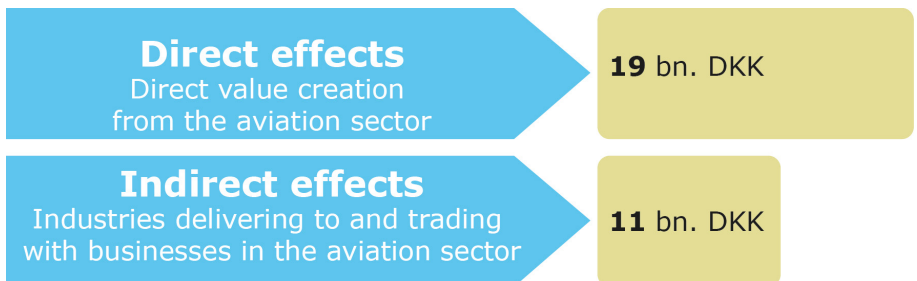 Direct effects
Direct value creation
from the aviation sector
19 bn. DKK
Indirect effects
Industries delivering to and trading
with businesses in the aviation sector
11 bn. DKK